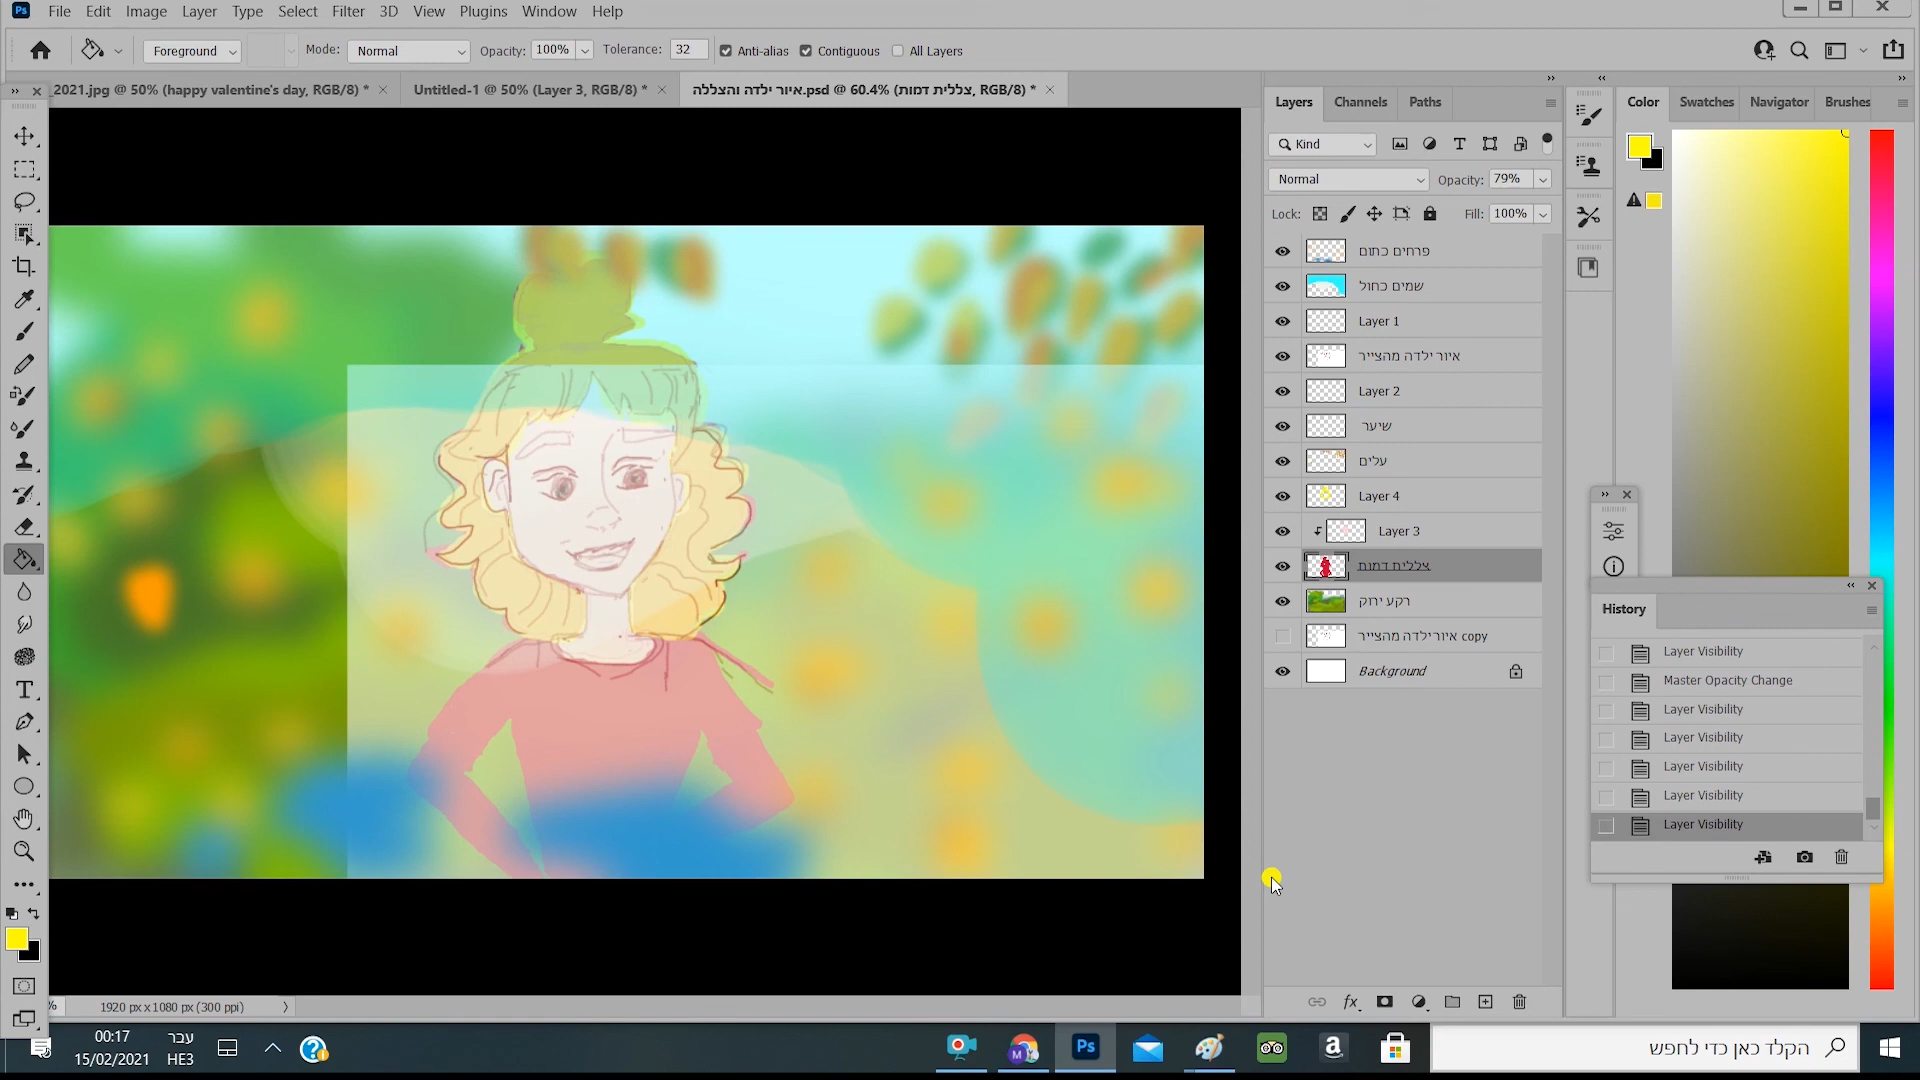 Ps File Edit Image Layer Type Select Filter 3D View Plugins Window Help
Foreground Mode: Normal Opacity: 100% Tolerance: 32 Anti-alias Contiguous All Layers
_2021.jpg @ 50% (happy valentine's day, RGB/8) * Untitled-1 @ 50% (Layer 3, RGB/8) * איור ילדה והצללה.psd @ 60.4% (צללית דמות, RGB/8) *
Layers Channels Paths
Kind
Normal Opacity: 79%
Lock: Fill: 100%
פרחים כתום
שמים כחול
Layer 1
איור ילדה מהצייר
Layer 2
שיער
עלים
Layer 4
Layer 3
צללית דמות
רקע ירוק
איור ילדה מהצייר copy
Background
fx
Color Swatches Navigator Brushes
History
Layer Visibility
Master Opacity Change
Layer Visibility
Layer Visibility
Layer Visibility
Layer Visibility
Layer Visibility
% 1920 px x 1080 px (300 ppi)
00:17
15/02/2021
עבר
HE3
M
Ps
a
הקלד כאן כדי לחפש